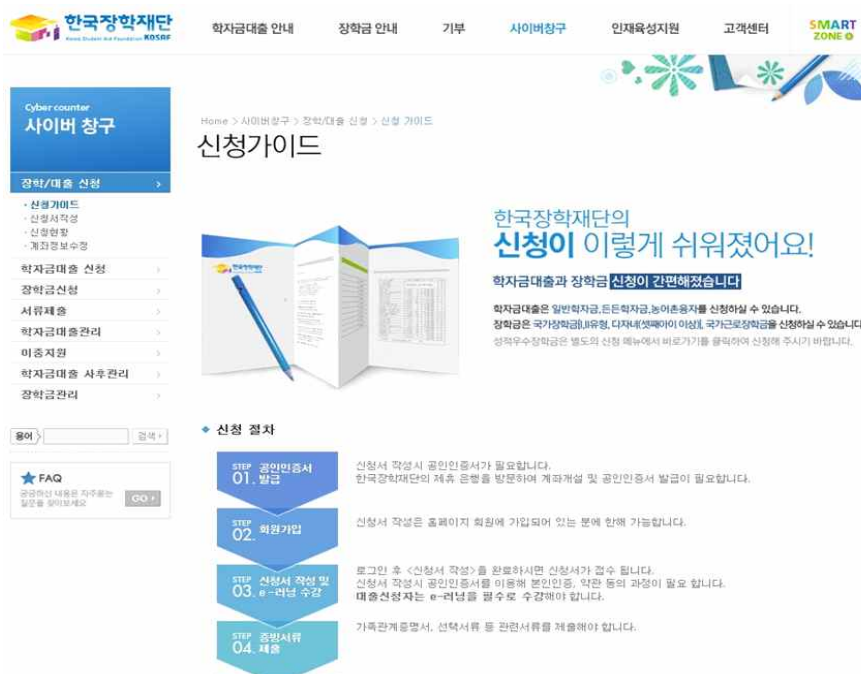 한국장학재단
Korea Student Aid Foundation KOSAF
학자금대출 안내
장학금 안내
기부
사이버창구
인재육성지원
고객센터
SMART
ZONE
Cyber counter
사이버 창구
장학/대출 신청
· 신청가이드
· 신청서작성
· 신청현황
· 계좌정보수정
학자금대출 신청
장학금신청
서류제출
학자금대출관리
이중지원
학자금대출 사후관리
장학금관리
용어
검색
FAQ
궁금하신 내용은 자주묻는
질문을 찾아보세요
GO
Home > 사이버창구 > 장학/대출 신청 > 신청 가이드
신청가이드
한국장학재단
한국장학재단의
신청이 이렇게 쉬워졌어요!
학자금대출과 장학금 신청이 간편해졌습니다
학자금대출은 일반학자금,든든학자금,농어촌융자를 신청하실 수 있습니다.
장학금은 국가장학금[I,II유형, 다자녀(셋째아이 이상)], 국가근로장학금을 신청하실 수 있습니다
성적우수장학금은 별도의 신청 메뉴에서 바로가기를 클릭하여 신청해 주시기 바랍니다.
신청 절차
STEP 01. 공인인증서 발급
신청서 작성시 공인인증서가 필요합니다.
한국장학재단의 제휴 은행을 방문하여 계좌개설 및 공인인증서 발급이 필요합니다.
STEP 02. 회원가입
신청서 작성은 홈페이지 회원에 가입되어 있는 분에 한해 가능합니다.
STEP 03. 신청서 작성 및 e-러닝 수강
로그인 후 <신청서 작성>을 완료하시면 신청서가 접수 됩니다.
신청서 작성시 공인인증서를 이용해 본인인증, 약관 동의 과정이 필요 합니다.
대출신청자는 e-러닝을 필수로 수강해야 합니다.
STEP 04. 증빙서류 제출
가족관계증명서, 선택서류 등 관련서류를 제출해야 합니다.